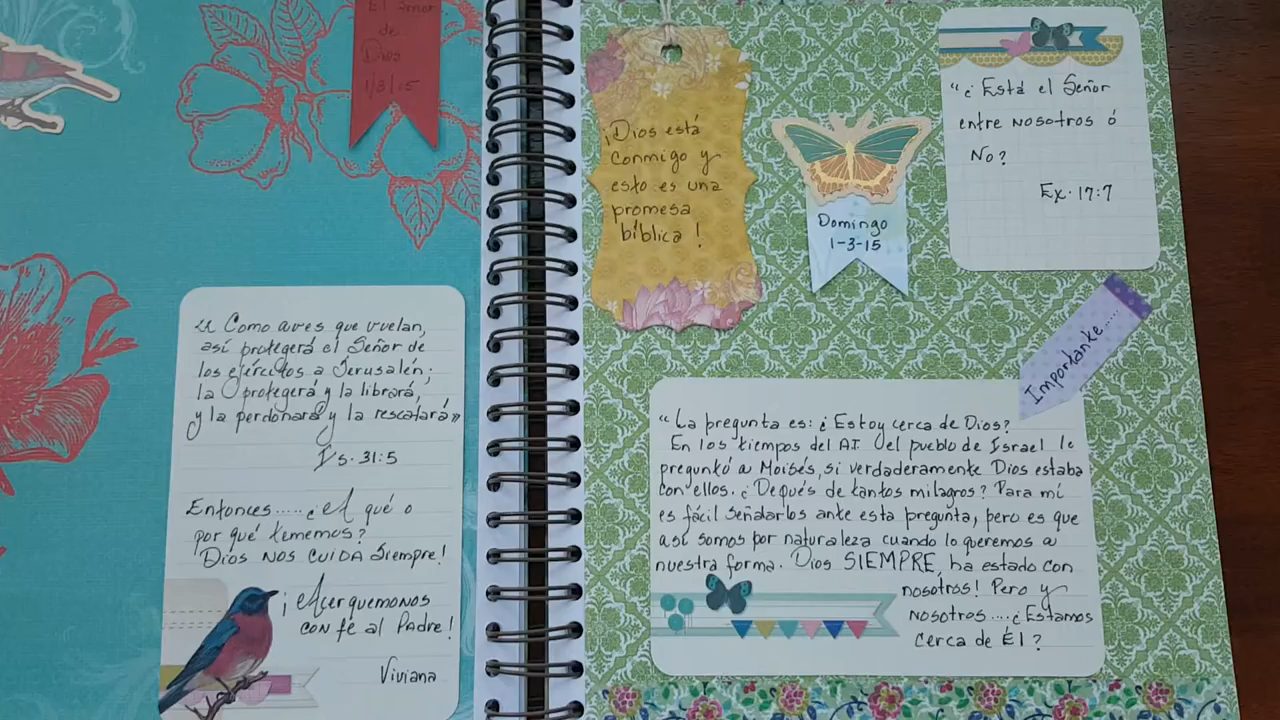 El amor
de
Dios
1/3/15
“ Como aves que vuelan,
así protegerá el Señor de
los ejércitos a Jerusalén;
la protegerá y la librará,
y la perdonará y la rescatará»
Is. 31:5
Entonces.....¿A qué o
por qué tememos?
Dios nos CUIDA Siempre!
¡Acerquemonos
con fe al Padre!
Viviana
¡Dios está
conmigo y
esto es una
promesa
bíblica!
Domingo
1-3-15
"¿Está el Señor
entre nosotros ó
No?
Ex. 17:7
Importante.....
“La pregunta es: ¿Estoy cerca de Dios?
En los tiempos del AT. el pueblo de Israel le
preguntó a Moisés, si verdaderamente Dios estaba
con ellos. ¿Depués de tantos milagros? Para mí
es fácil señalarlos ante esta pregunta, pero es que
así somos por naturaleza cuando lo queremos a
nuestra forma. Dios SIEMPRE, ha estado con
nosotros! Pero y
nosotros....¿Estamos
cerca de Él?